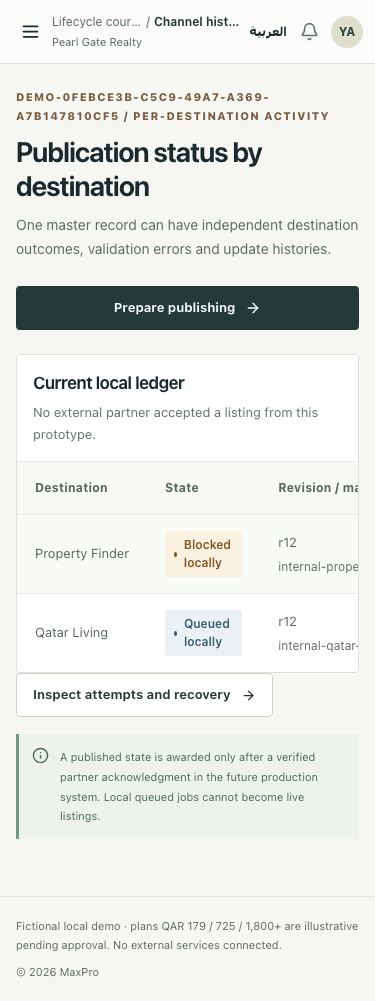 Lifecycle cour... / Channel hist...
Pearl Gate Realty
العربية
YA
DEMO-0FEBCE3B-C5C9-49A7-A369-
A7B147810CF5 / PER-DESTINATION ACTIVITY
Publication status by
destination
One master record can have independent destination
outcomes, validation errors and update histories.
Prepare publishing →
Current local ledger
No external partner accepted a listing from this
prototype.
Destination State Revision / ma
Property Finder Blocked locally r12
internal-prope
Qatar Living Queued locally r12
internal-qatar-
Inspect attempts and recovery →
A published state is awarded only after a verified
partner acknowledgment in the future production
system. Local queued jobs cannot become live
listings.
Fictional local demo · plans QAR 179 / 725 / 1,800+ are illustrative
pending approval. No external services connected.
© 2026 MaxPro